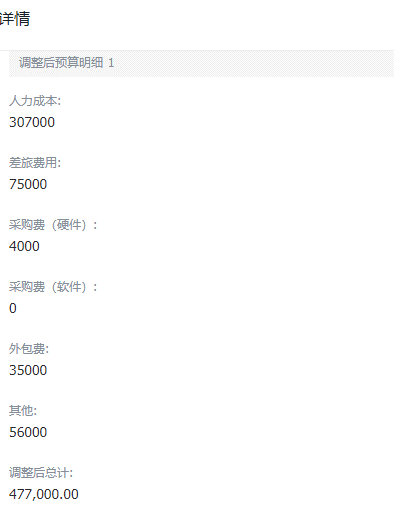 详情
调整后预算明细 1
人力成本:
307000
差旅费用:
75000
采购费（硬件）:
4000
采购费（软件）:
0
外包费:
35000
其他:
56000
调整后总计:
477,000.00